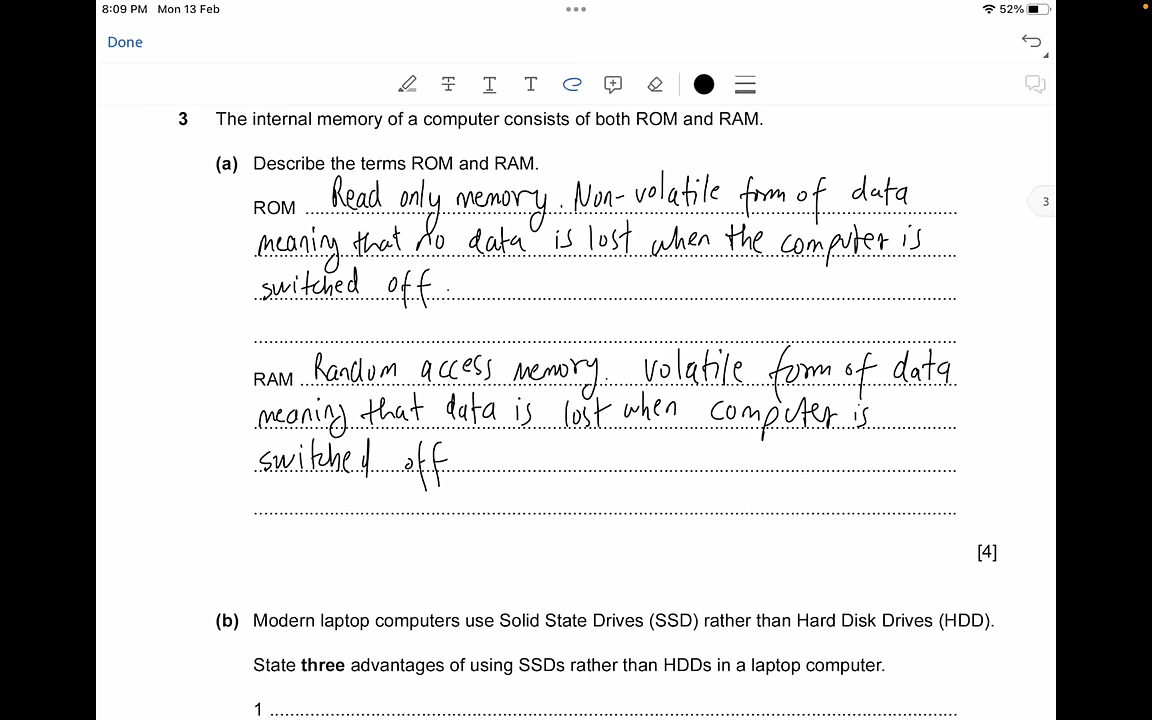 8:09 PM Mon 13 Feb
52%
Done
T T T
3 The internal memory of a computer consists of both ROM and RAM.
(a) Describe the terms ROM and RAM.
ROM Read only memory. Non-volatile form of data
3
meaning that no data is lost when the computer is
switched off.
RAM Random access memory. volatile form of data
meaning that data is lost when computer is
switched off
[4]
(b) Modern laptop computers use Solid State Drives (SSD) rather than Hard Disk Drives (HDD).
State three advantages of using SSDs rather than HDDs in a laptop computer.
1